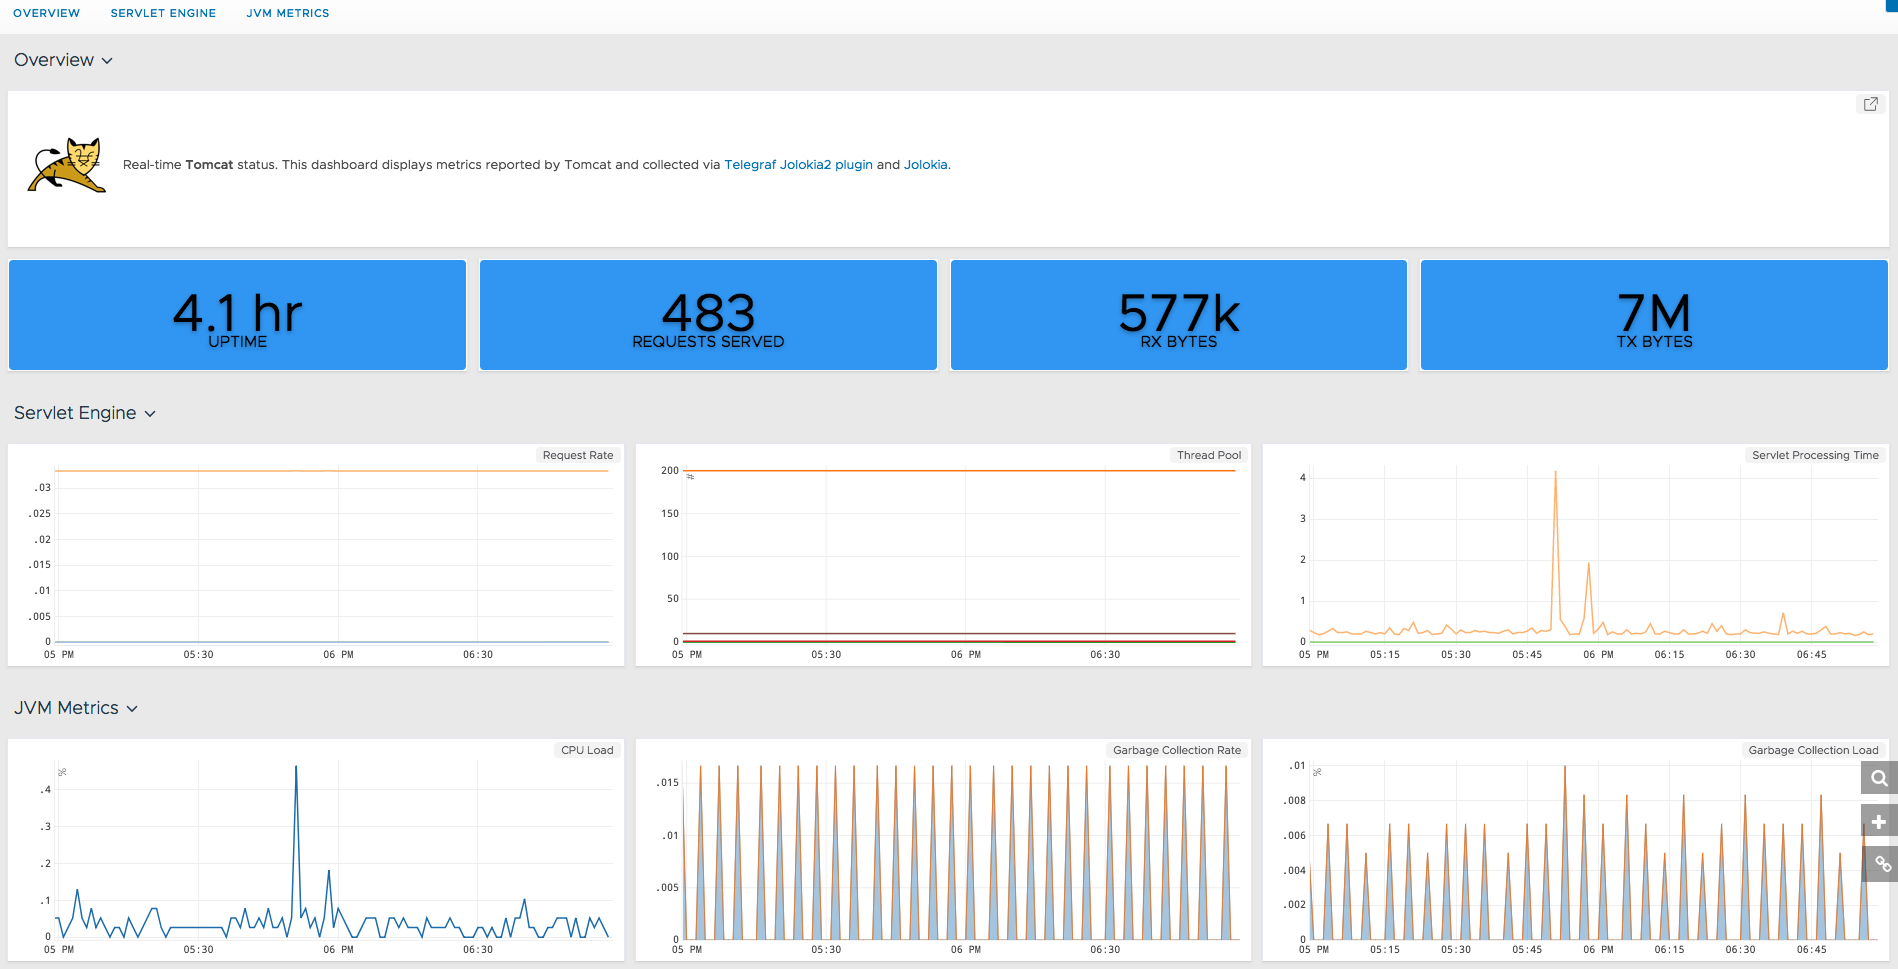 OVERVIEW SERVLET ENGINE JVM METRICS
Overview
Real-time Tomcat status. This dashboard displays metrics reported by Tomcat and collected via Telegraf Jolokia2 plugin and Jolokia.
4.1 hr
UPTIME
483
REQUESTS SERVED
577k
RX BYTES
7M
TX BYTES
Servlet Engine
Request Rate
.03
.025
.02
.015
.01
.005
0
05 PM 05:30 06 PM 06:30
Thread Pool
#
200
150
100
50
0
05 PM 05:30 06 PM 06:30
Servlet Processing Time
4
3
2
1
0
05 PM 05:15 05:30 05:45 06 PM 06:15 06:30 06:45
JVM Metrics
CPU Load
%
.4
.3
.2
.1
0
05 PM 05:30 06 PM 06:30
Garbage Collection Rate
.015
.01
.005
0
05 PM 05:30 06 PM 06:30
Garbage Collection Load
%
.01
.008
.006
.004
.002
0
05 PM 05:15 05:30 05:45 06 PM 06:15 06:30 06:45